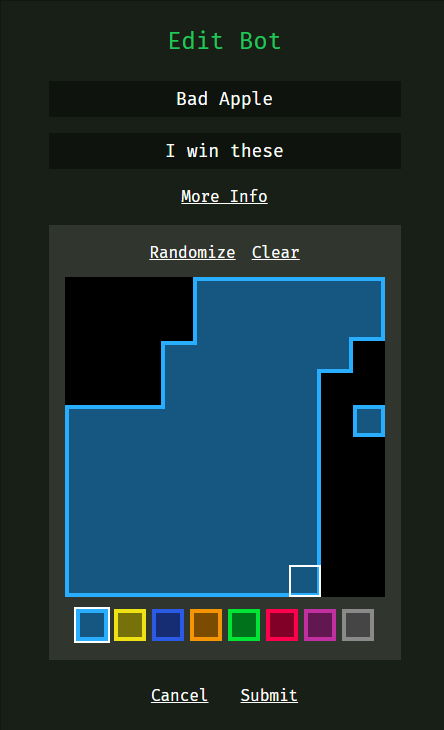 Edit Bot
Bad Apple
I win these
More Info
Randomize Clear
Cancel Submit